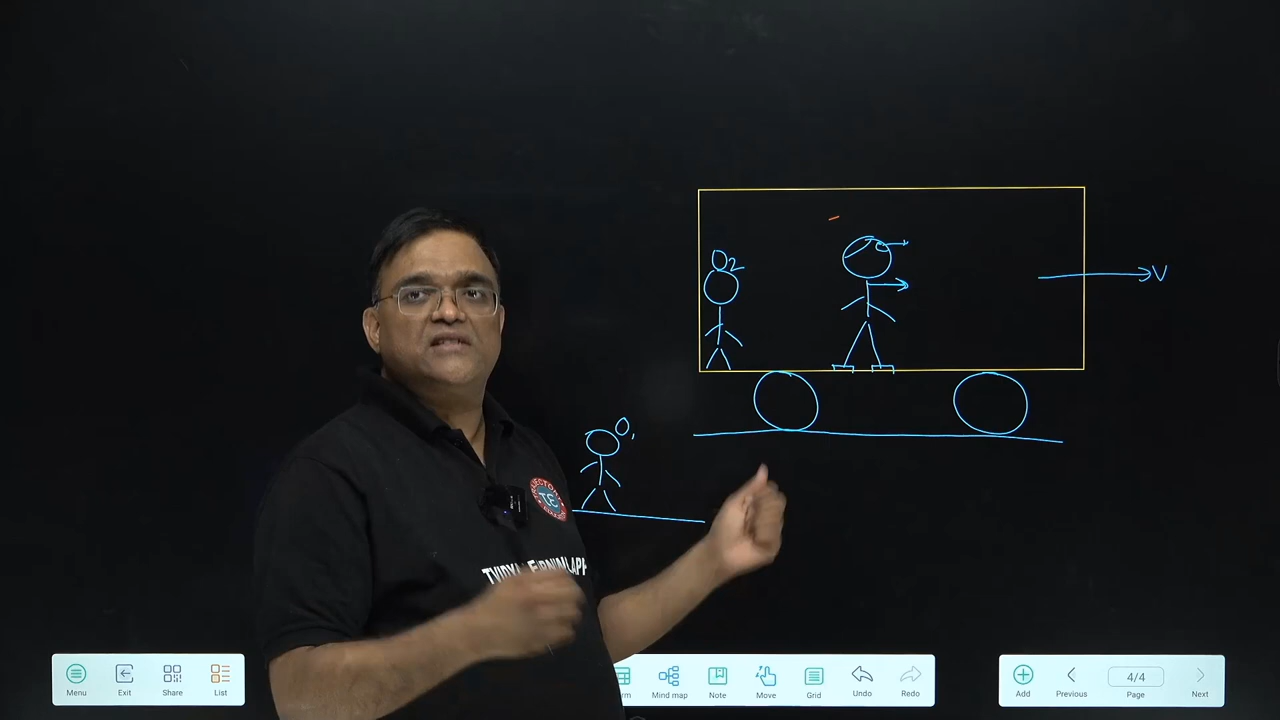 O2
V
O1
TE
Menu
Exit
Share
List
Mind map
Note
Move
Grid
Undo
Redo
Add
Previous
4/4
Page
Next